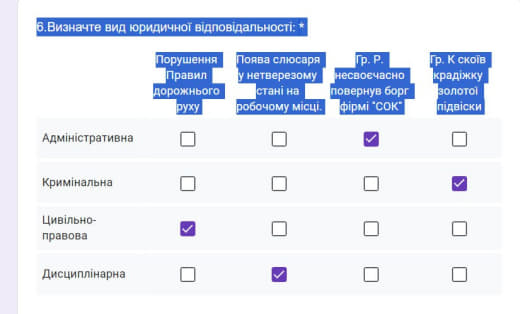 6.Визначте вид юридичної відповідальності: *
Порушення Правил дорожнього руху
Поява слюсаря у нетверезому стані на робочому місці.
Гр. Р. несвоєчасно повернув борг фірмі "СОК"
Гр. К скоїв крадіжку золотої підвіски
Адміністративна
Кримінальна
Цивільно-
правова
Дисциплінарна